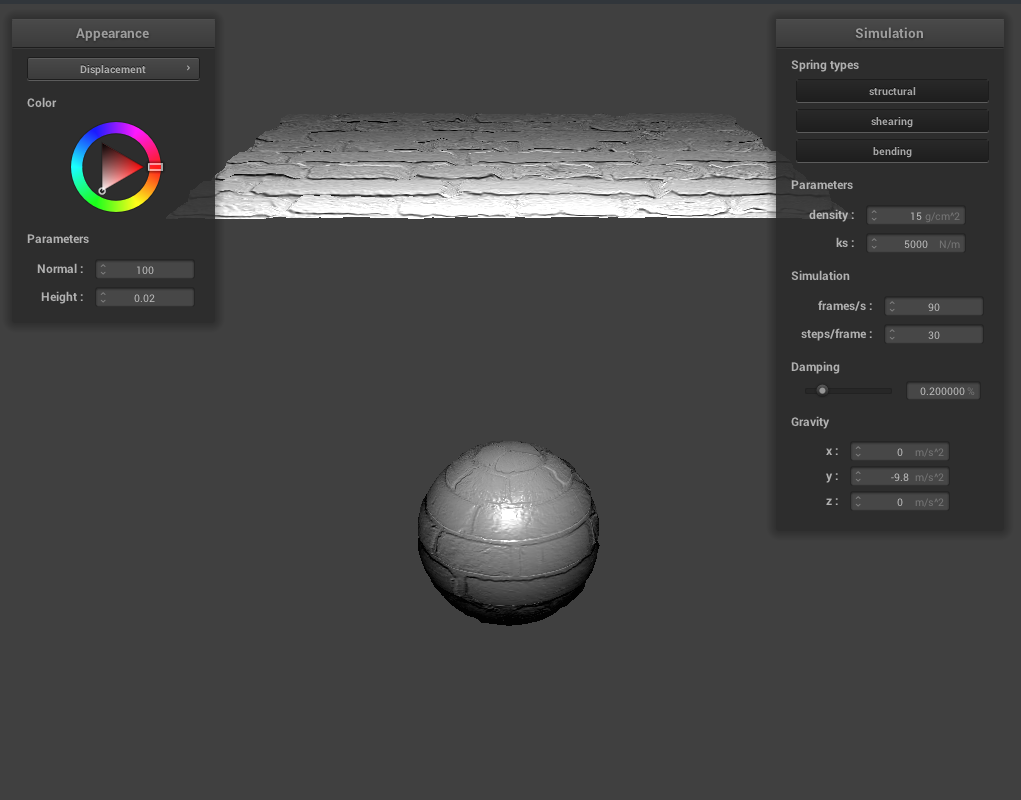 Appearance
Displacement ›
Color
Parameters
Normal : 100
Height : 0.02
Simulation
Spring types
structural
shearing
bending
Parameters
density : 15 g/cm^2
ks : 5000 N/m
Simulation
frames/s : 90
steps/frame : 30
Damping
0.200000 %
Gravity
x : 0 m/s^2
y : -9.8 m/s^2
z : 0 m/s^2